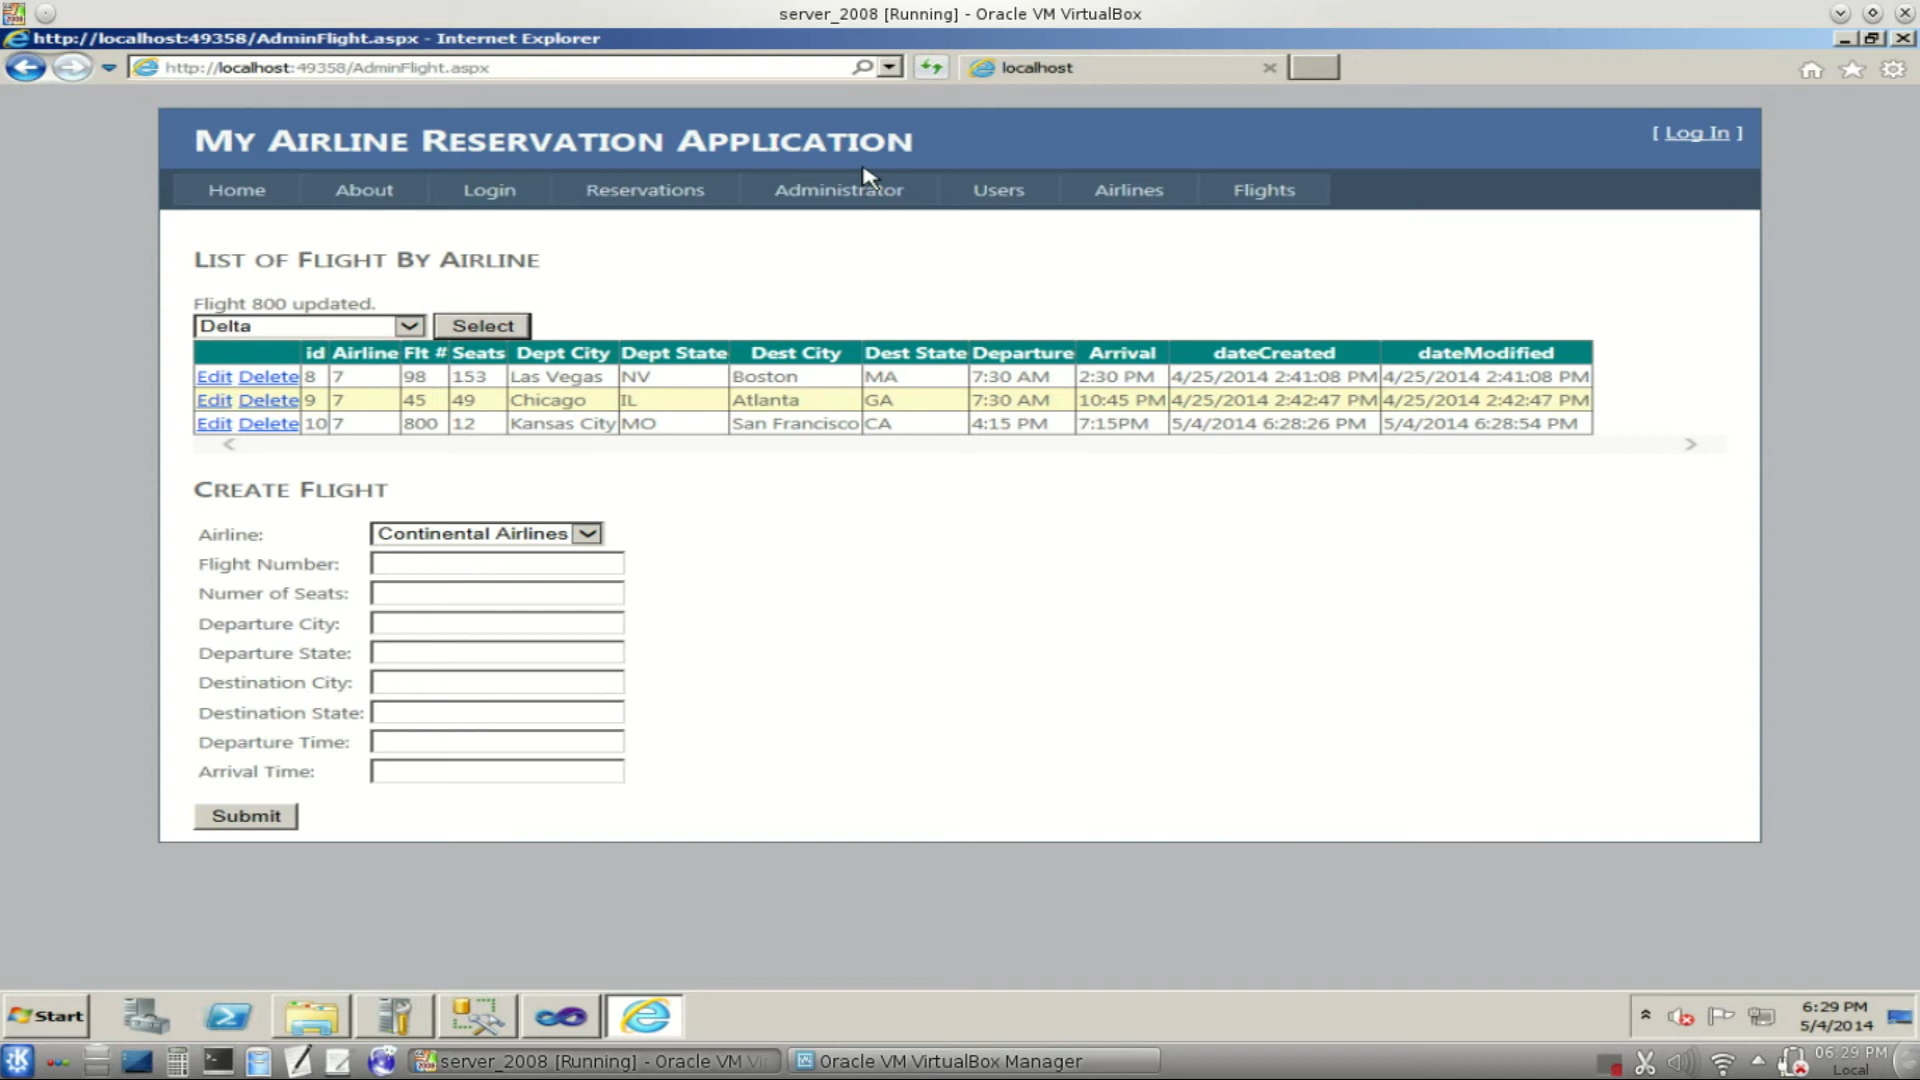 server_2008 [Running] - Oracle VM VirtualBox
http://localhost:49358/AdminFlight.aspx - Internet Explorer
http://localhost:49358/AdminFlight.aspx
localhost
MY AIRLINE RESERVATION APPLICATION
[ Log In ]
Home About Login Reservations Administrator Users Airlines Flights
LIST OF FLIGHT BY AIRLINE
Flight 800 updated.
Delta Select
id Airline Flt # Seats Dept City Dept State Dest City Dest State Departure Arrival dateCreated dateModified
Edit Delete 8 7 98 153 Las Vegas NV Boston MA 7:30 AM 2:30 PM 4/25/2014 2:41:08 PM 4/25/2014 2:41:08 PM
Edit Delete 9 7 45 49 Chicago IL Atlanta GA 7:30 AM 10:45 PM 4/25/2014 2:42:47 PM 4/25/2014 2:42:47 PM
Edit Delete 10 7 800 12 Kansas City MO San Francisco CA 4:15 PM 7:15PM 5/4/2014 6:28:26 PM 5/4/2014 6:28:54 PM
CREATE FLIGHT
Airline: Continental Airlines
Flight Number:
Numer of Seats:
Departure City:
Departure State:
Destination City:
Destination State:
Departure Time:
Arrival Time:
Submit
Start
6:29 PM
5/4/2014
server_2008 [Running] - Oracle VM Vir
Oracle VM VirtualBox Manager
06:29 PM
Local